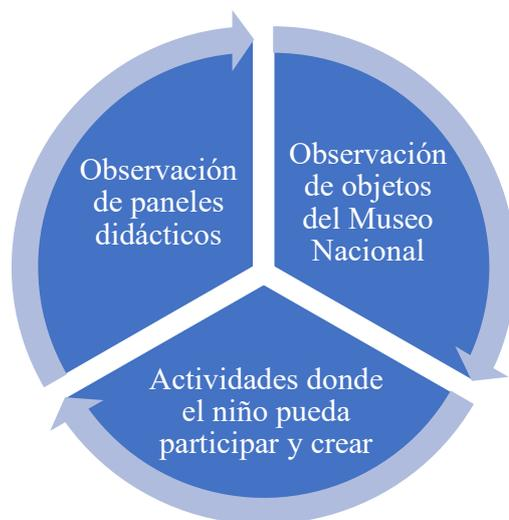 Observación
de paneles
didácticos
Observación
de objetos
del Museo
Nacional
Actividades donde
el niño pueda
participar y crear